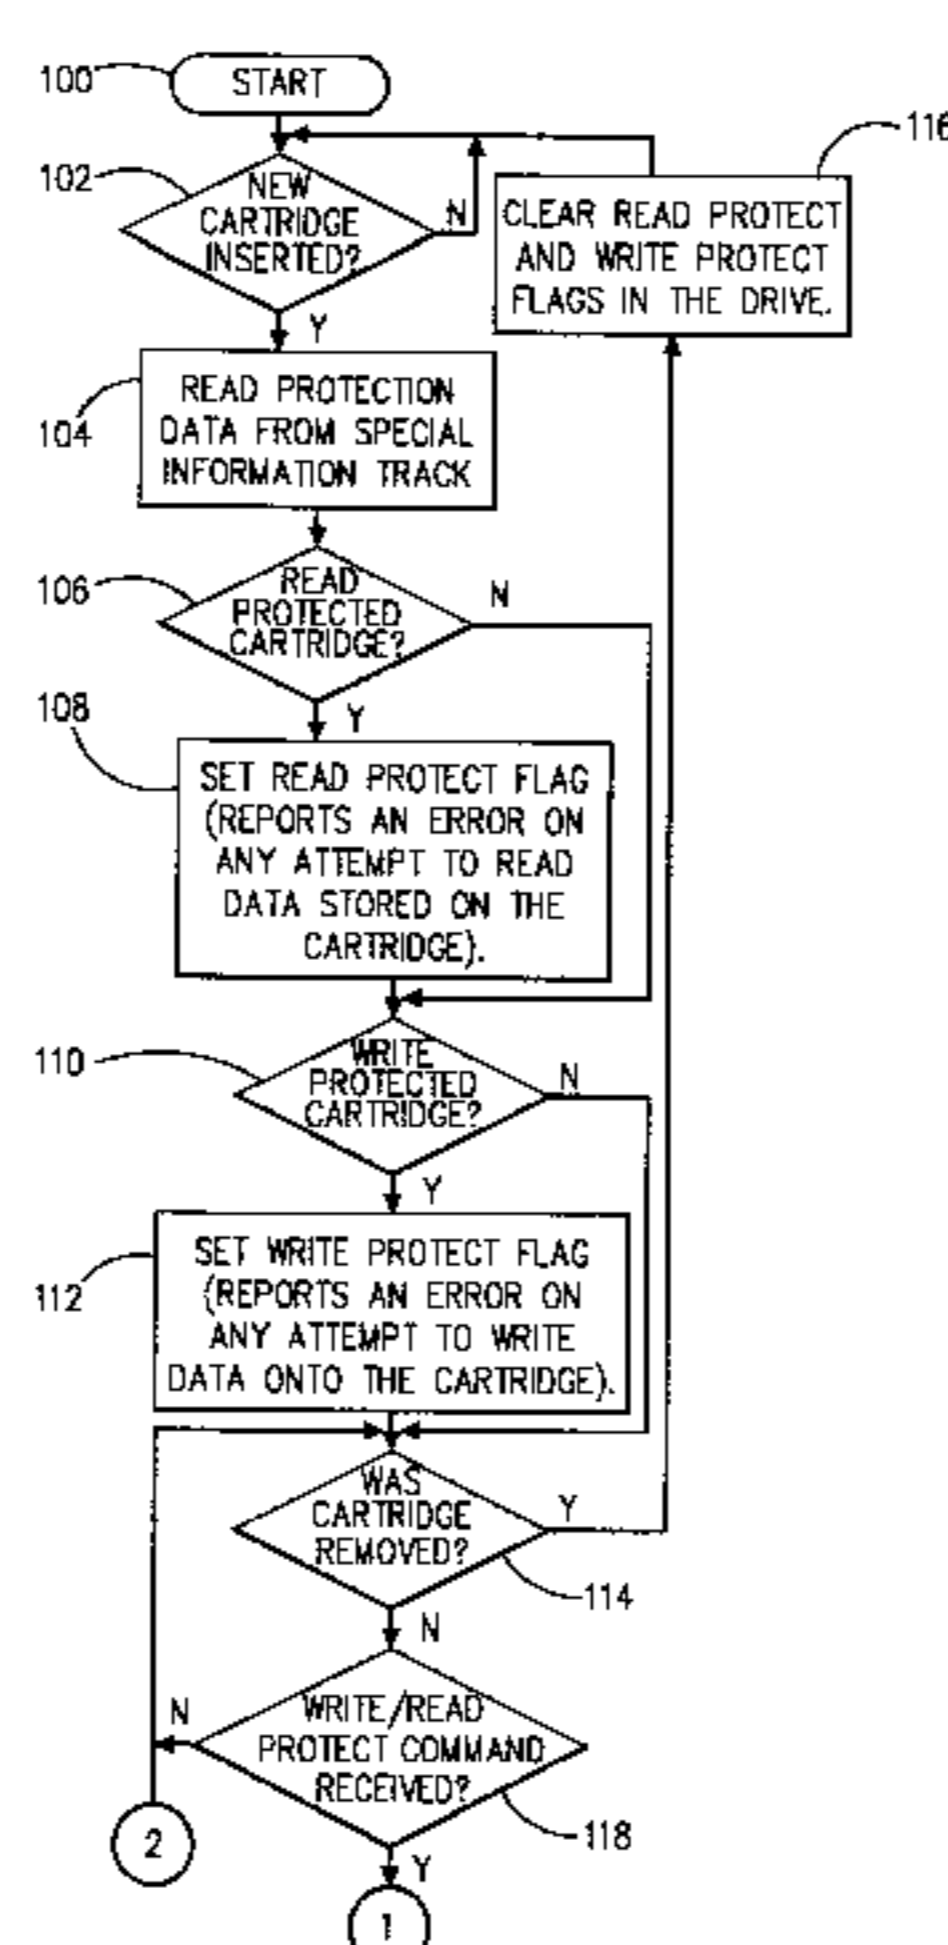 100
START
102
NEW
CARTRIDGE
INSERTED?
N
Y
116
CLEAR READ PROTECT
AND WRITE PROTECT
FLAGS IN THE DRIVE.
104
READ PROTECTION
DATA FROM SPECIAL
INFORMATION TRACK
106
READ
PROTECTED
CARTRIDGE?
N
Y
108
SET READ PROTECT FLAG
(REPORTS AN ERROR ON
ANY ATTEMPT TO READ
DATA STORED ON THE
CARTRIDGE).
110
WRITE
PROTECTED
CARTRIDGE?
N
Y
112
SET WRITE PROTECT FLAG
(REPORTS AN ERROR ON
ANY ATTEMPT TO WRITE
DATA ONTO THE CARTRIDGE).
WAS
CARTRIDGE
REMOVED?
Y
114
N
WRITE/READ
PROTECT COMMAND
RECEIVED?
N
118
Y
2
1